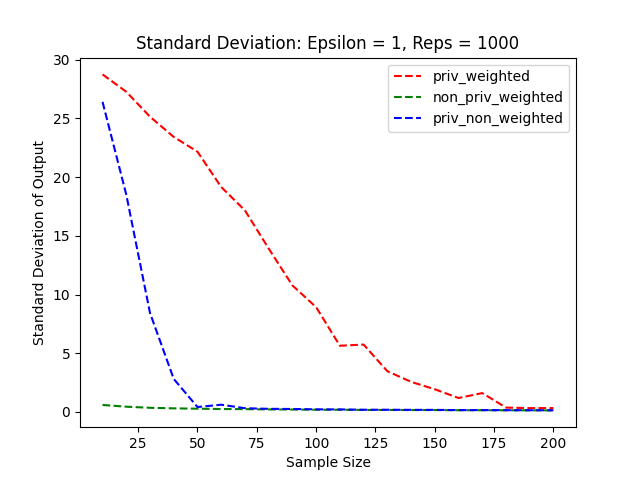 Standard Deviation: Epsilon = 1, Reps = 1000
priv_weighted
non_priv_weighted
priv_non_weighted
Standard Deviation of Output
30
25
20
15
10
5
0
25 50 75 100 125 150 175 200
Sample Size